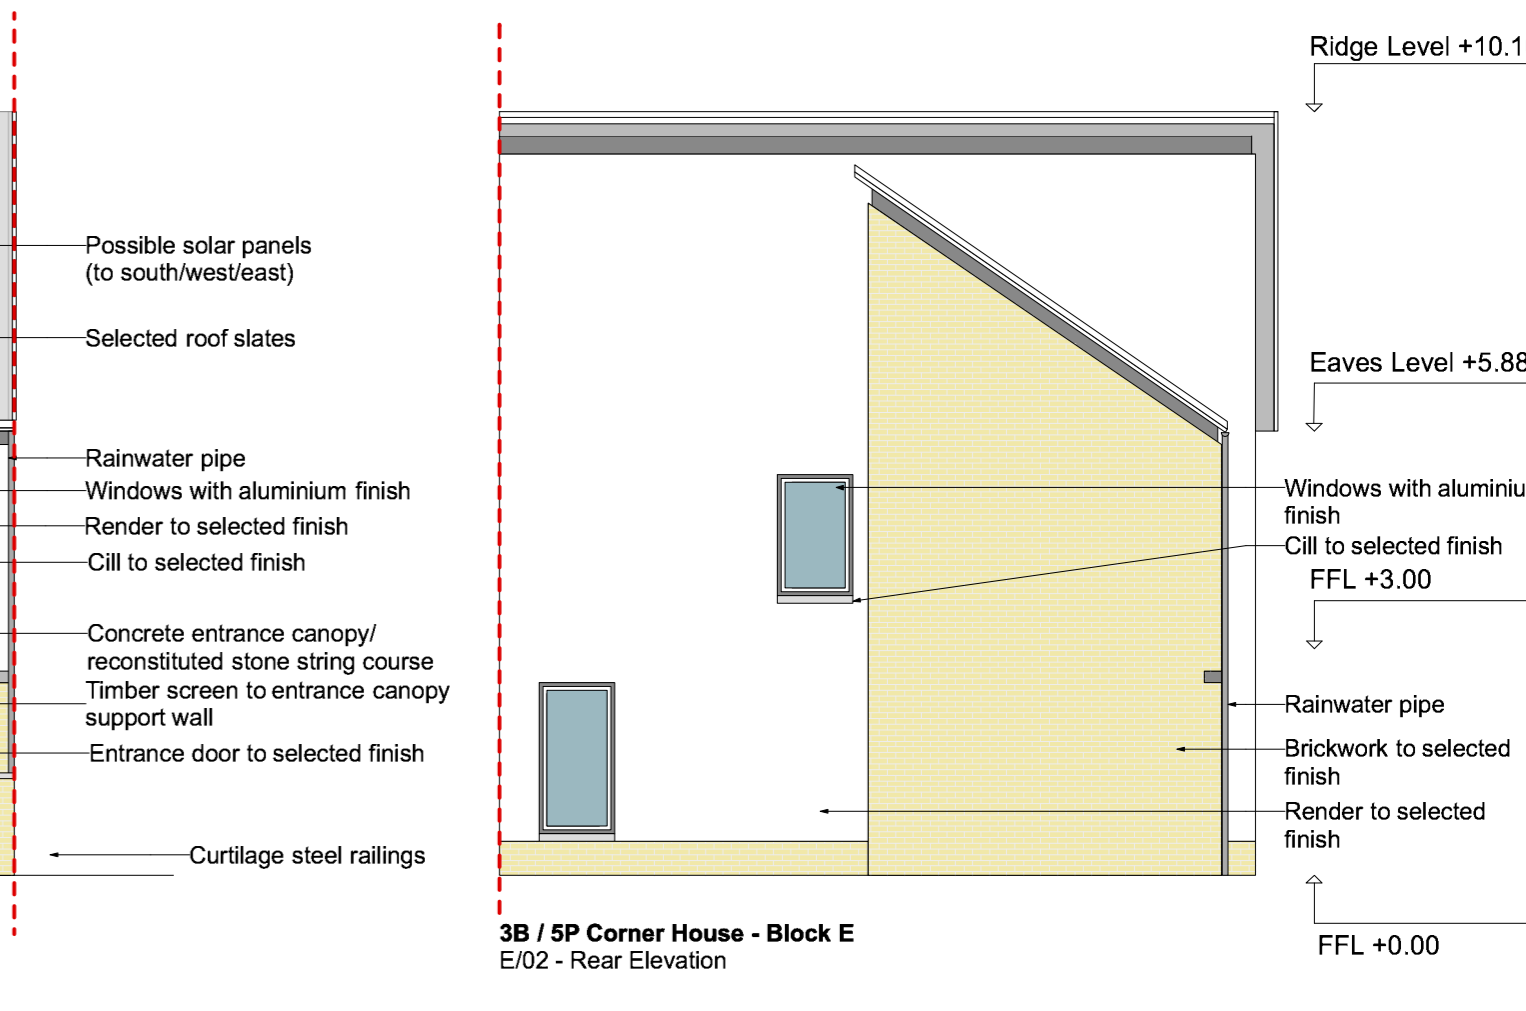 Possible solar panels
(to south/west/east)
Selected roof slates
Rainwater pipe
Windows with aluminium finish
Render to selected finish
Cill to selected finish
Concrete entrance canopy/
reconstituted stone string course
Timber screen to entrance canopy
support wall
Entrance door to selected finish
Curtilage steel railings
Ridge Level +10.1
Eaves Level +5.88
Windows with aluminiu
finish
Cill to selected finish
FFL +3.00
Rainwater pipe
Brickwork to selected
finish
Render to selected
finish
FFL +0.00
3B / 5P Corner House - Block E
E/02 - Rear Elevation